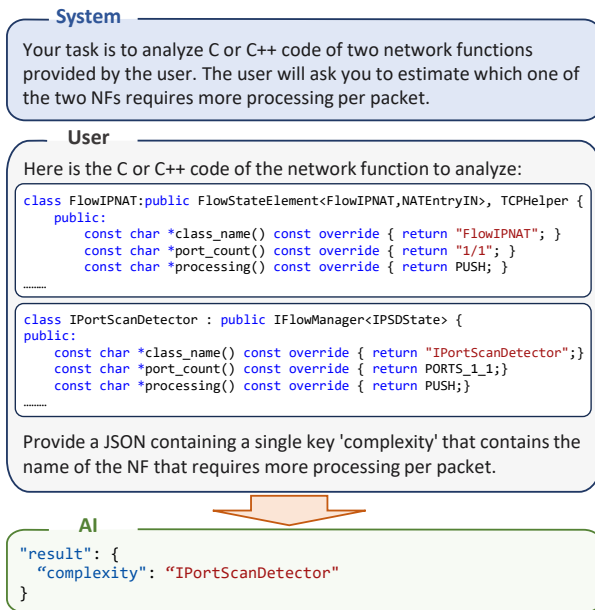 System
Your task is to analyze C or C++ code of two network functions
provided by the user. The user will ask you to estimate which one of
the two NFs requires more processing per packet.
User
Here is the C or C++ code of the network function to analyze:
class FlowIPNAT:public FlowStateElement<FlowIPNAT,NATEntryIN>, TCPHelper {
    public:
        const char *class_name() const override { return "FlowIPNAT"; }
        const char *port_count() const override { return "1/1"; }
        const char *processing() const override { return PUSH; }
………
class IPortScanDetector : public IFlowManager<IPSDState> {
public:
    const char *class_name() const override { return "IPortScanDetector";}
    const char *port_count() const override { return PORTS_1_1;}
    const char *processing() const override { return PUSH;}
………
Provide a JSON containing a single key 'complexity' that contains the
name of the NF that requires more processing per packet.
AI
"result": {
  “complexity": “IPortScanDetector"
}